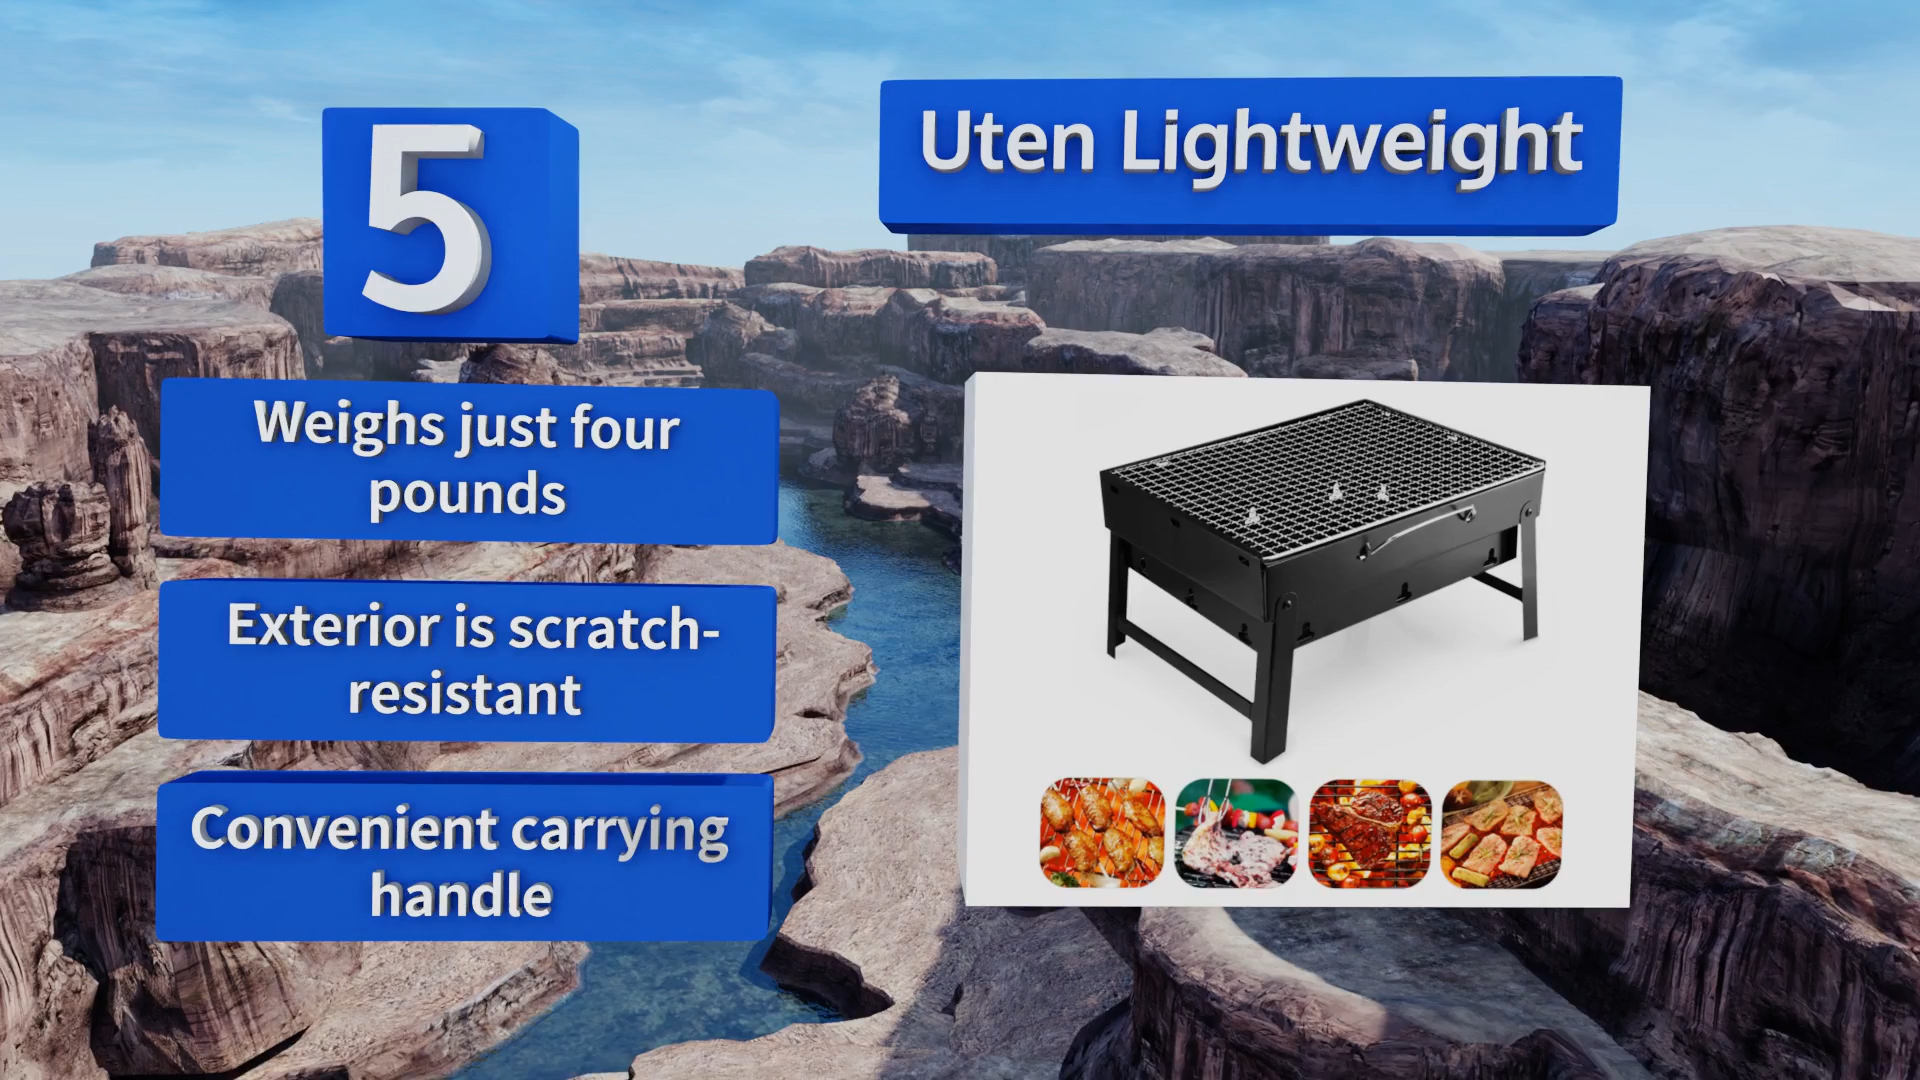 5
Uten Lightweight
Weighs just four
pounds
Exterior is scratch-
resistant
Convenient carrying
handle